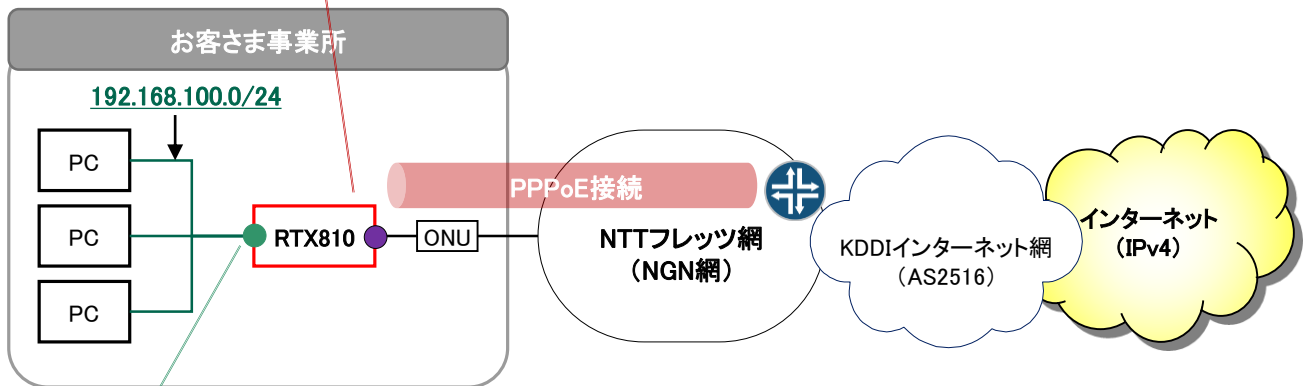 お客さま事業所
192.168.100.0/24
PC
PC
PC
RTX810
ONU
PPPoE接続
NTTフレッツ網
（NGN網）
KDDIインターネット網
（AS2516）
インターネット
（IPv4）